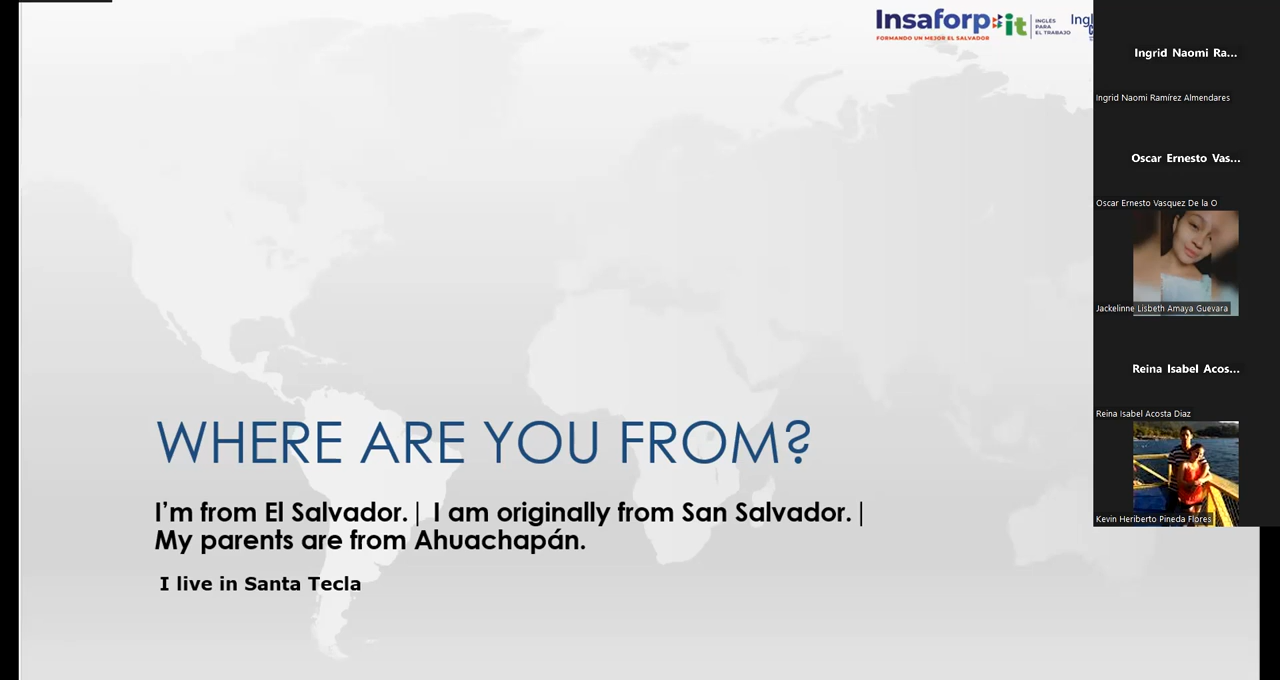 Insaforp it
FORMANDO UN MEJOR EL SALVADOR
INGLÉS
PARA
EL TRABAJO
Ingl
WHERE ARE YOU FROM?
I'm from El Salvador. | I am originally from San Salvador. |
My parents are from Ahuachapán.
I live in Santa Tecla
Ingrid Naomi Ra...
Ingrid Naomi Ramírez Almendares
Oscar Ernesto Vas...
Oscar Ernesto Vasquez De la O
Jackelinne Lisbeth Amaya Guevara
Reina Isabel Acos...
Reina Isabel Acosta Diaz
Kevin Heriberto Pineda Flores